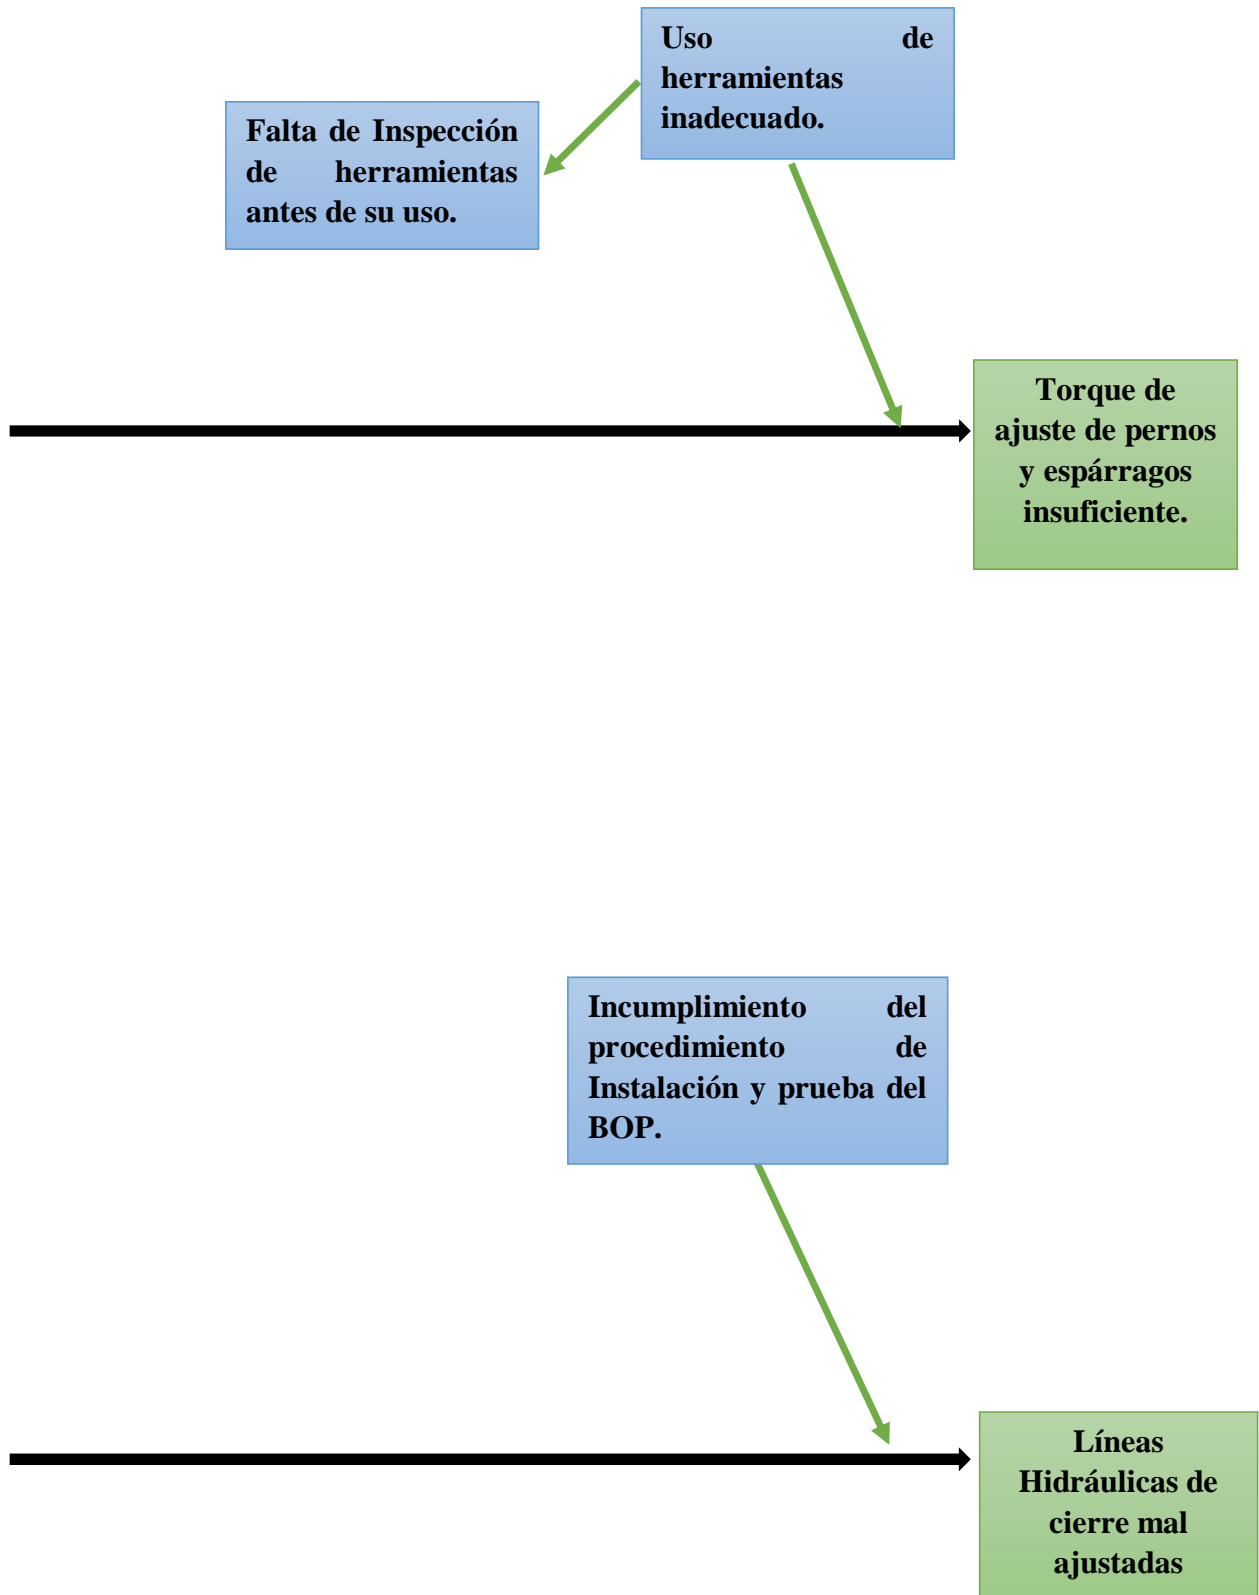 Uso de
herramientas
inadecuado.
Falta de Inspección
de herramientas
antes de su uso.
Torque de
ajuste de pernos
y espárragos
insuficiente.
Incumplimiento del
procedimiento de
Instalación y prueba del
BOP.
Líneas
Hidráulicas de
cierre mal
ajustadas